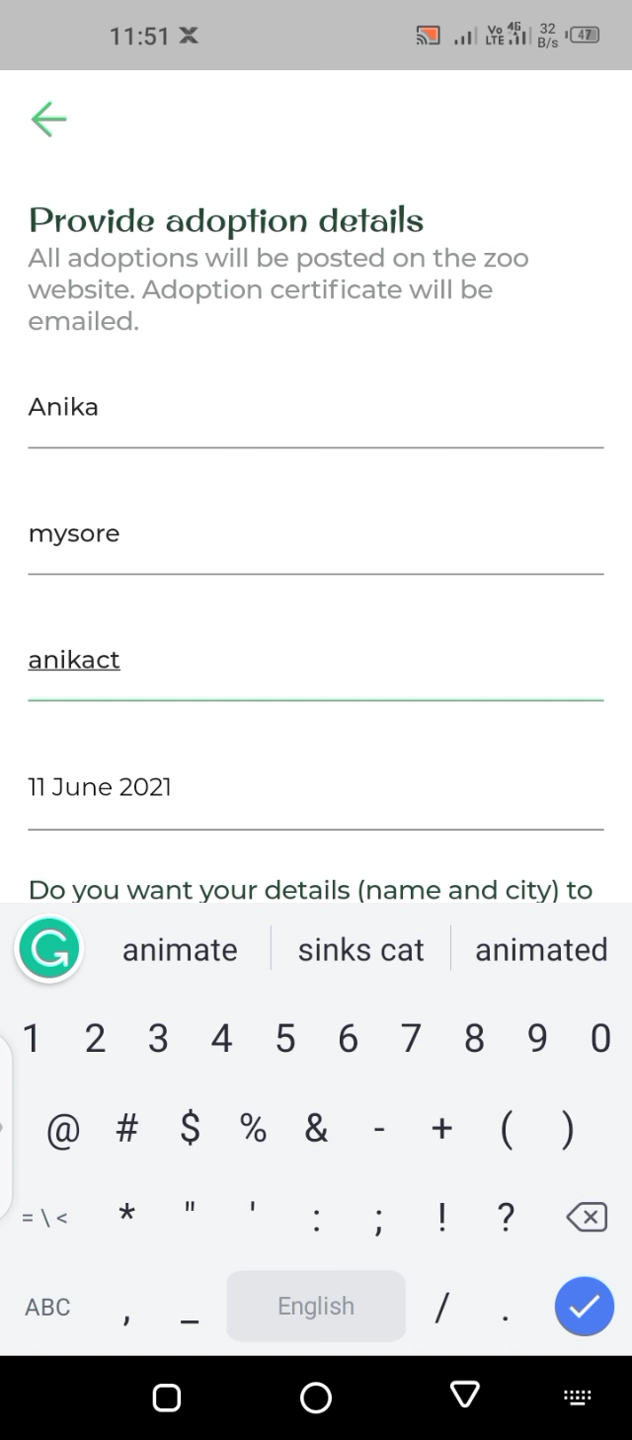 11:51
Vo 4G LTE 32 B/s 47
Provide adoption details
All adoptions will be posted on the zoo
website. Adoption certificate will be
emailed.
Anika
mysore
anikact
11 June 2021
Do you want your details (name and city) to
animate sinks cat animated
1 2 3 4 5 6 7 8 9 0
@ # $ % & - + ( )
= \ < * " ' : ; ! ?
ABC , _ English / .